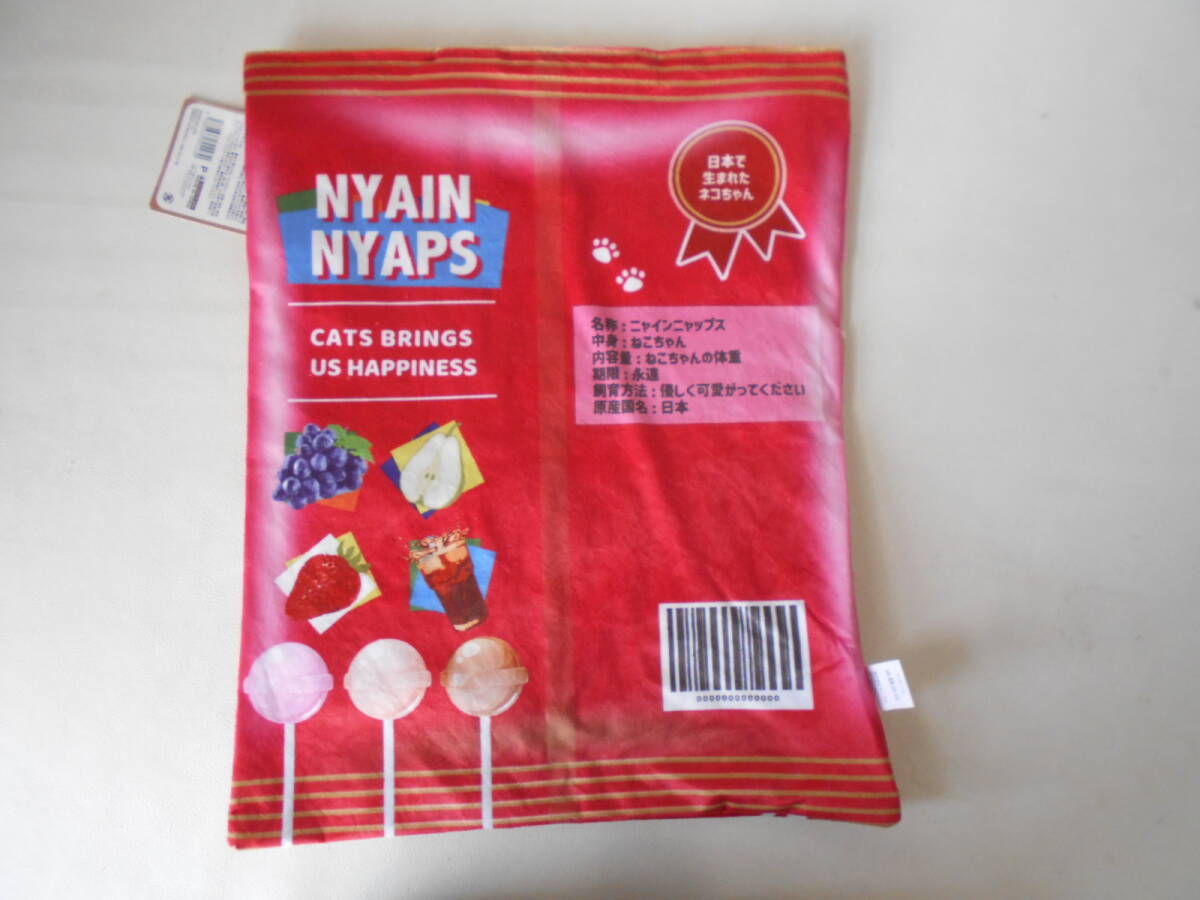 NYAIN
NYAPS
CATS BRINGS
US HAPPINESS
日本で
生まれた
ネコちゃん
名称：ニャインニャップス
中身：ねこちゃん
内容量：ねこちゃんの体重
期限：永遠
飼育方法：優しく可愛がってください
原産国名：日本